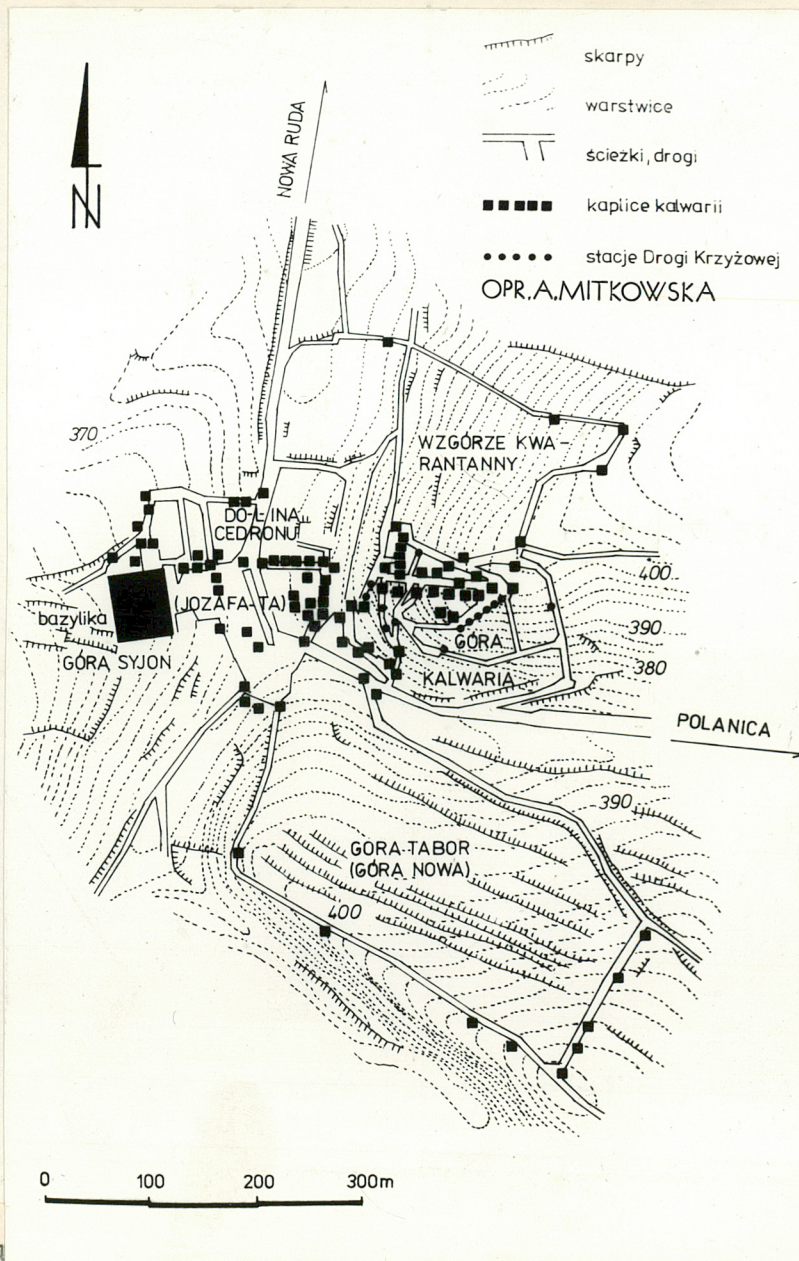 skarpy
warstwice
ścieżki, drogi
kaplice kalwarii
stacje Drogi Krzyżowej
OPR. A. MITKOWSKA
N
NOWA RUDA
370
WZGÓRZE KWA-
RANTANNY
DO-L-INA
CEDRONU
(JOZAFA-TA)
bazylika
GÓRA SYJON
400
390
380
GÓRA
KALWARIA
POLANICA
390
GÓRA-TABOR
(GÓRA NOWA)
400
0 100 200 300m